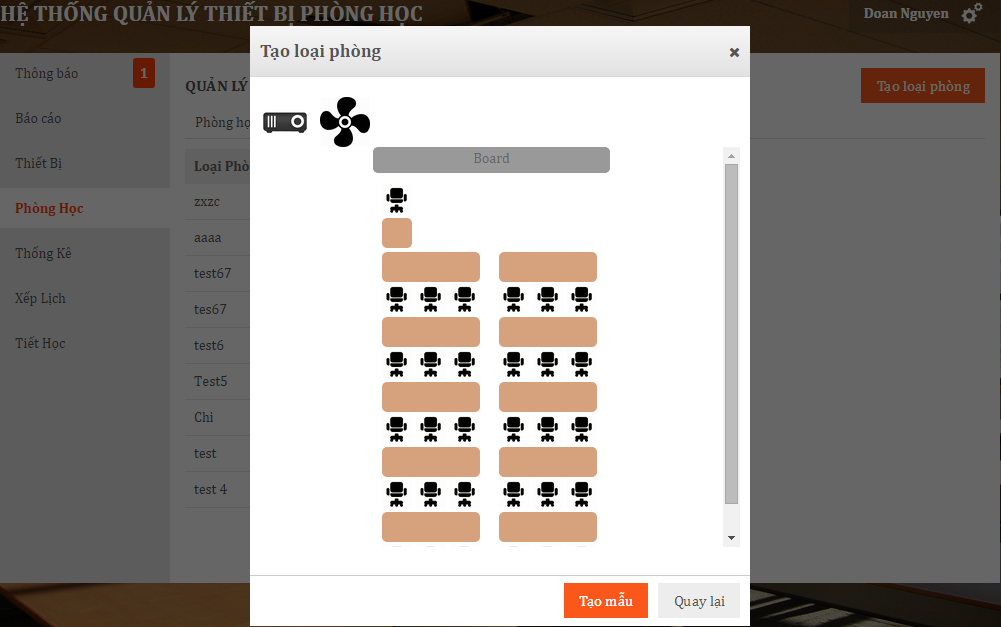 HỆ THỐNG QUẢN LÝ THIẾT BỊ PHÒNG HỌC
Doan Nguyen
Tạo loại phòng
Thông báo
1
Báo cáo
Thiết Bị
Phòng Học
Thống Kê
Xếp Lịch
Tiết Học
QUẢN LÝ
Tạo loại phòng
Phòng họ
Loại Phò
zxzc
aaaa
test67
tes67
test6
Test5
Chi
test
test 4
Board
Tạo mẫu
Quay lại